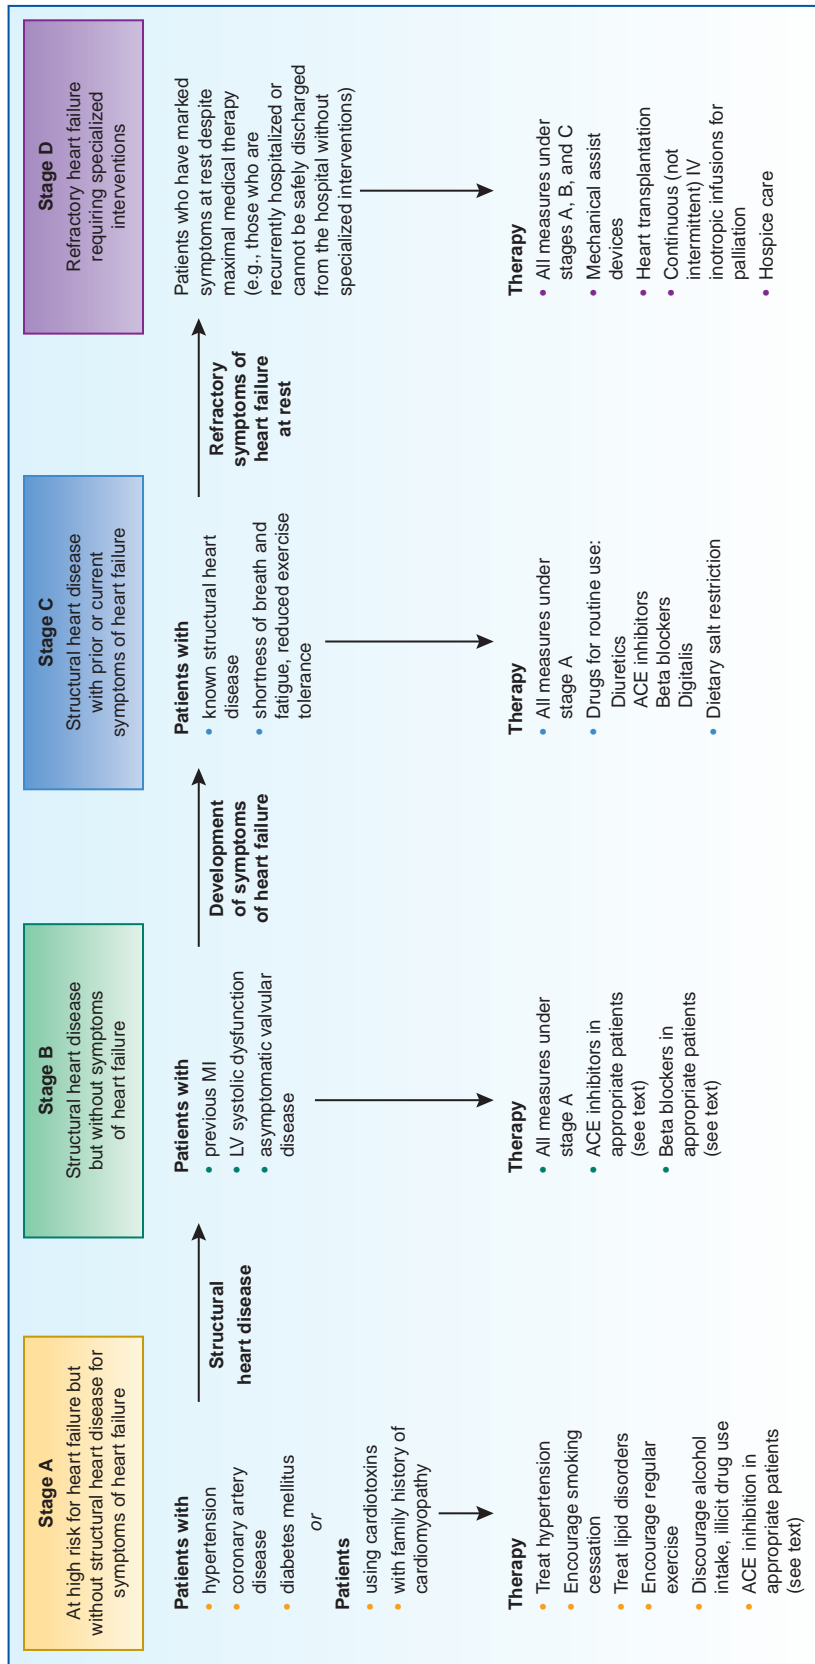 Stage A
At high risk for heart failure but
without structural heart disease for
symptoms of heart failure
Patients with
• hypertension
• coronary artery
disease
• diabetes mellitus
or
Patients
• using cardiotoxins
• with family history of
cardiomyopathy
Therapy
• Treat hypertension
• Encourage smoking
cessation
• Treat lipid disorders
• Encourage regular
exercise
• Discourage alcohol
intake, illicit drug use
• ACE inihibition in
appropriate patients
(see text)
Structural
heart disease
Stage B
Structural heart disease
but without symptoms
of heart failure
Patients with
• previous MI
• LV systolic dysfunction
• asymptomatic valvular
disease
Therapy
• All measures under
stage A
• ACE inhibitors in
appropriate patients
(see text)
• Beta blockers in
appropriate patients
(see text)
Development
of symptoms
of heart failure
Stage C
Structural heart disease
with prior or current
symptoms of heart failure
Patients with
• known structural heart
disease
• shortness of breath and
fatigue, reduced exercise
tolerance
Therapy
• All measures under
stage A
• Drugs for routine use:
Diuretics
ACE inhibitors
Beta blockers
Digitalis
• Dietary salt restriction
Refractory
symptoms of
heart failure
at rest
Stage D
Refractory heart failure
requiring specialized
interventions
Patients who have marked
symptoms at rest despite
maximal medical therapy
(e.g., those who are
recurrently hospitalized or
cannot be safely discharged
from the hospital without
specialized interventions)
Therapy
• All measures under
stages A, B, and C
• Mechanical assist
devices
• Heart transplantation
• Continuous (not
intermittent) IV
inotropic infusions for
palliation
• Hospice care